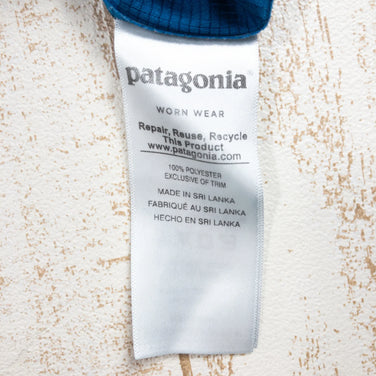 patagonia®
WORN WEAR
Repair, Reuse, Recycle
This Product
www.patagonia.com
100% POLYESTER
EXCLUSIVE OF TRIM
MADE IN SRI LANKA
FABRIQUÉ AU SRI LANKA
HECHO EN SRI LANKA